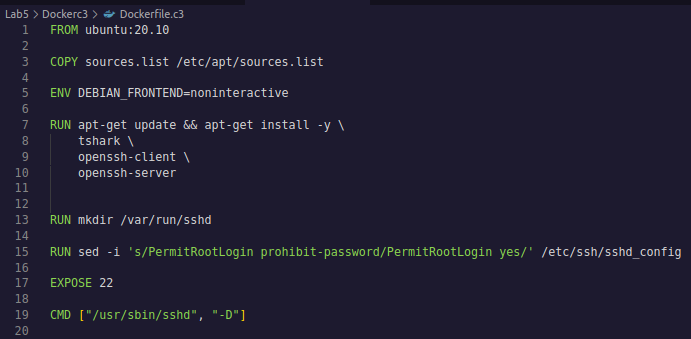 Lab5 > Dockerc3 > Dockerfile.c3
1 FROM ubuntu:20.10
2
3 COPY sources.list /etc/apt/sources.list
4
5 ENV DEBIAN_FRONTEND=noninteractive
6
7 RUN apt-get update && apt-get install -y \
8     tshark \
9     openssh-client \
10     openssh-server
11
12
13 RUN mkdir /var/run/sshd
14
15 RUN sed -i 's/PermitRootLogin prohibit-password/PermitRootLogin yes/' /etc/ssh/sshd_config
16
17 EXPOSE 22
18
19 CMD ["/usr/sbin/sshd", "-D"]
20